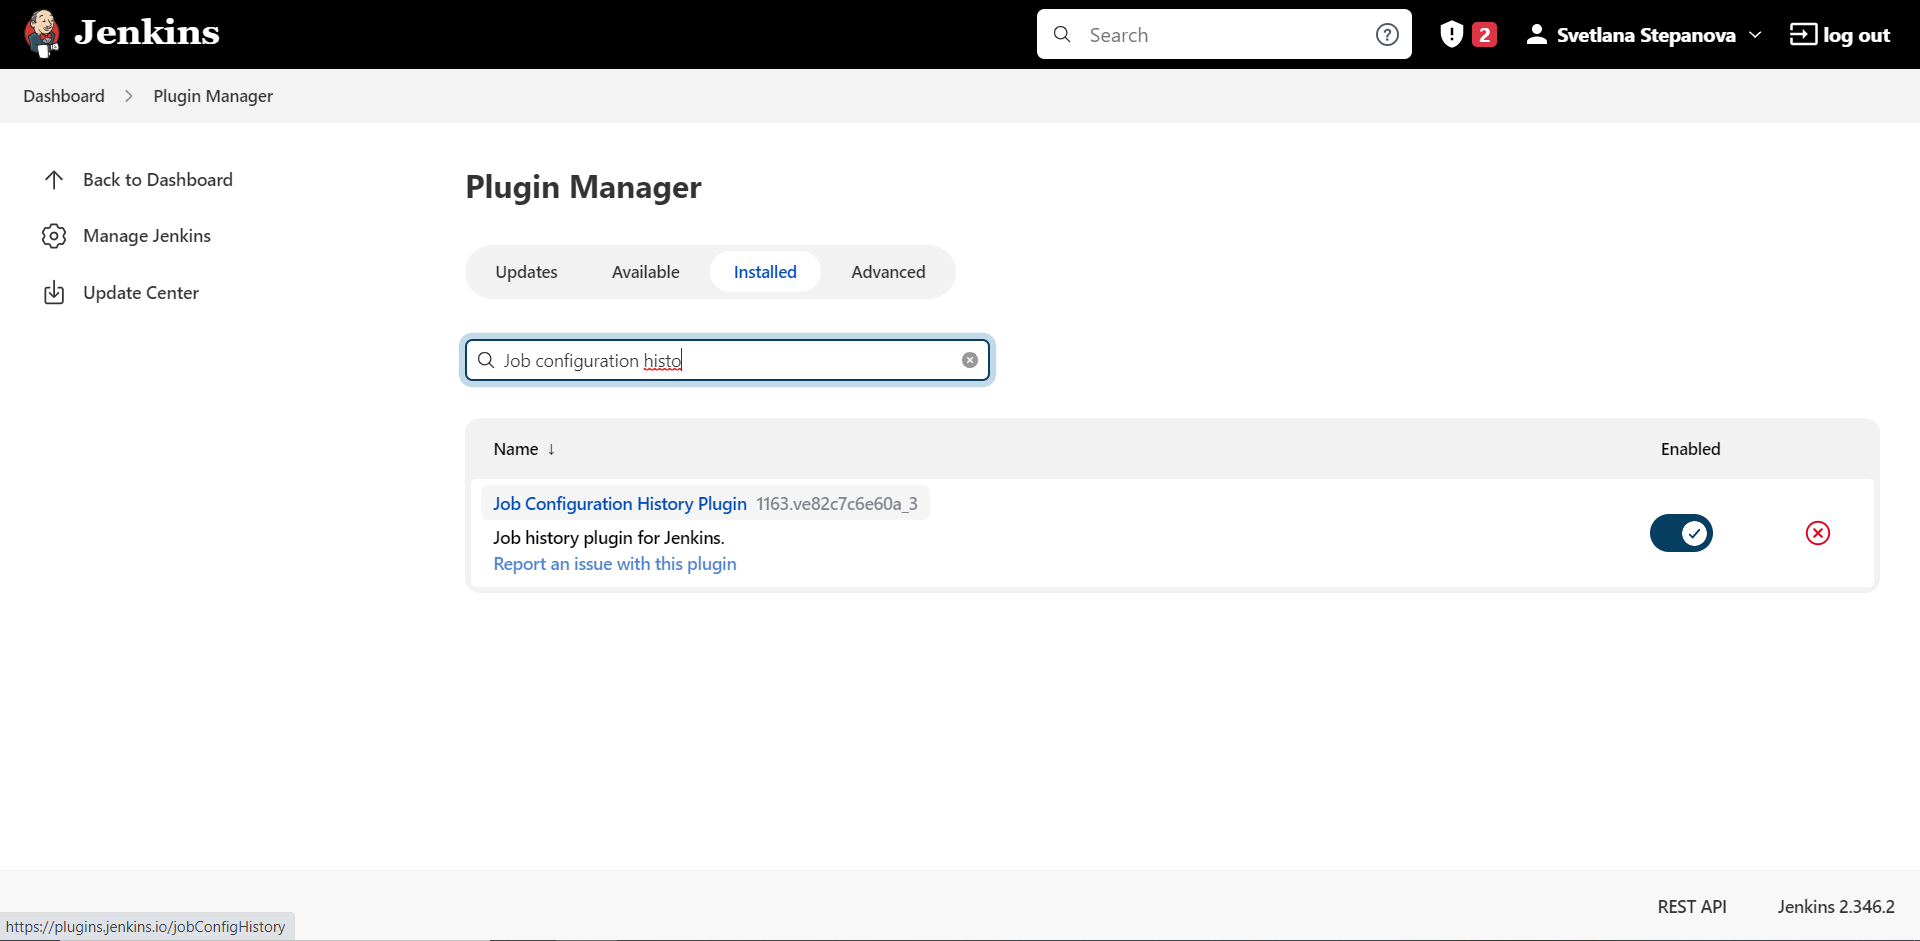 Jenkins
Search
2
Svetlana Stepanova
log out
Dashboard
Plugin Manager
Back to Dashboard
Manage Jenkins
Update Center
Plugin Manager
Updates
Available
Installed
Advanced
Job configuration histo
Name ↓
Enabled
Job Configuration History Plugin 1163.ve82c7c6e60a_3
Job history plugin for Jenkins.
Report an issue with this plugin
REST API
Jenkins 2.346.2
https://plugins.jenkins.io/jobConfigHistory